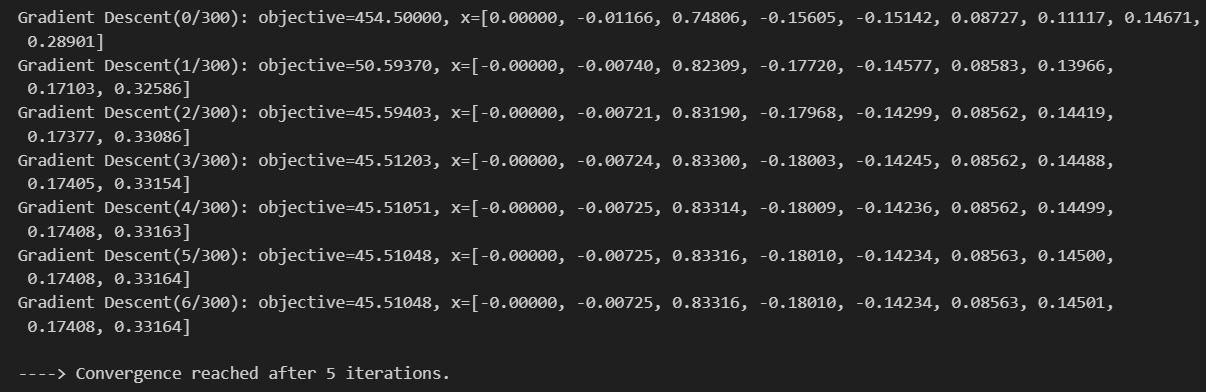 Gradient Descent(0/300): objective=454.50000, x=[0.00000, -0.01166, 0.74806, -0.15605, -0.15142, 0.08727, 0.11117, 0.14671,
0.28901]
Gradient Descent(1/300): objective=50.59370, x=[-0.00000, -0.00740, 0.82309, -0.17720, -0.14577, 0.08583, 0.13966,
0.17103, 0.32586]
Gradient Descent(2/300): objective=45.59403, x=[-0.00000, -0.00721, 0.83190, -0.17968, -0.14299, 0.08562, 0.14419,
0.17377, 0.33086]
Gradient Descent(3/300): objective=45.51203, x=[-0.00000, -0.00724, 0.83300, -0.18003, -0.14245, 0.08562, 0.14488,
0.17405, 0.33154]
Gradient Descent(4/300): objective=45.51051, x=[-0.00000, -0.00725, 0.83314, -0.18009, -0.14236, 0.08562, 0.14499,
0.17408, 0.33163]
Gradient Descent(5/300): objective=45.51048, x=[-0.00000, -0.00725, 0.83316, -0.18010, -0.14234, 0.08563, 0.14500,
0.17408, 0.33164]
Gradient Descent(6/300): objective=45.51048, x=[-0.00000, -0.00725, 0.83316, -0.18010, -0.14234, 0.08563, 0.14501,
0.17408, 0.33164]
----> Convergence reached after 5 iterations.